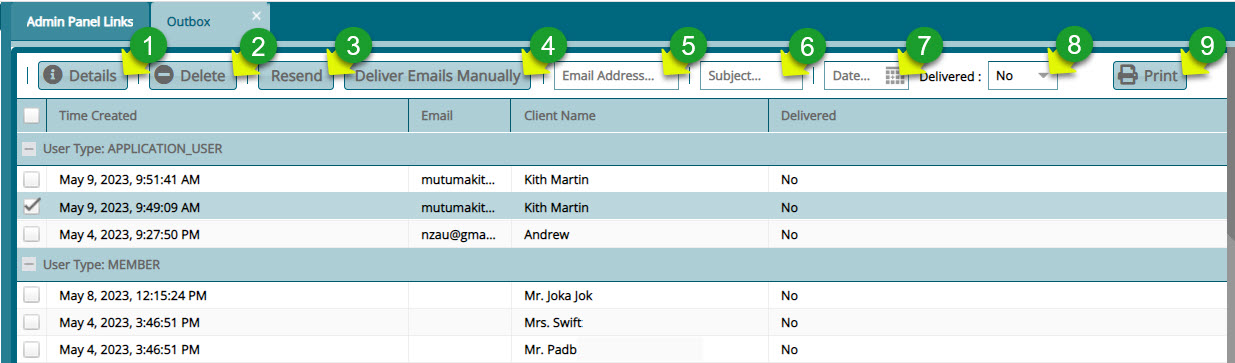 Admin Panel Links Outbox ×
1 2 3 4 5 6 7 8 9
Details Delete Resend Deliver Emails Manually Email Address... Subject... Date... Delivered : No Print
Time Created Email Client Name Delivered
User Type: APPLICATION_USER
May 9, 2023, 9:51:41 AM mutumakit... Kith Martin No
May 9, 2023, 9:49:09 AM mutumakit... Kith Martin No
May 4, 2023, 9:27:50 PM nzau@gma... Andrew No
User Type: MEMBER
May 8, 2023, 12:15:24 PM Mr. Joka Jok No
May 4, 2023, 3:46:51 PM Mrs. Swift No
May 4, 2023, 3:46:51 PM Mr. Padb No